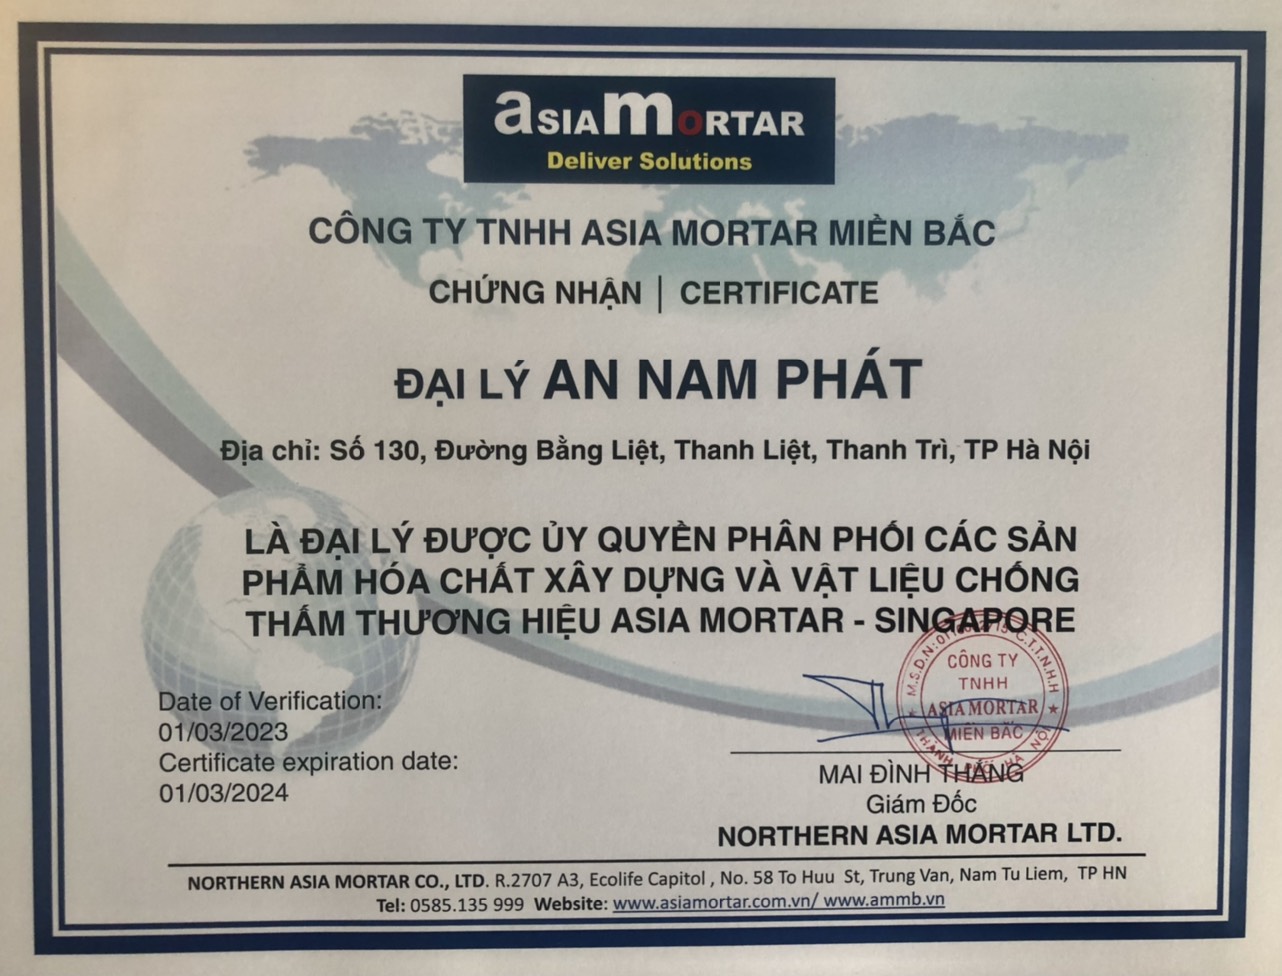 ASIA MORTAR
Deliver Solutions
CÔNG TY TNHH ASIA MORTAR MIỀN BẮC
CHỨNG NHẬN | CERTIFICATE
ĐẠI LÝ AN NAM PHÁT
Địa chỉ: Số 130, Đường Bằng Liệt, Thanh Liệt, Thanh Trì, TP Hà Nội
LÀ ĐẠI LÝ ĐƯỢC ỦY QUYỀN PHÂN PHỐI CÁC SẢN
PHẨM HÓA CHẤT XÂY DỰNG VÀ VẬT LIỆU CHỐNG
THẤM THƯƠNG HIỆU ASIA MORTAR - SINGAPORE
M.S.D.N: C.T.T.N.H.H
CÔNG TY
TNHH
ASIA MORTAR
MIỀN BẮC
THÀNH PHỐ HÀ NỘI
Date of Verification:
01/03/2023
Certificate expiration date:
01/03/2024
MAI ĐÌNH THẮNG
Giám Đốc
NORTHERN ASIA MORTAR LTD.
NORTHERN ASIA MORTAR CO., LTD. R.2707 A3, Ecolife Capitol , No. 58 To Huu St, Trung Van, Nam Tu Liem, TP HN
Tel: 0585.135 999 Website: www.asiamortar.com.vn/ www.ammb.vn